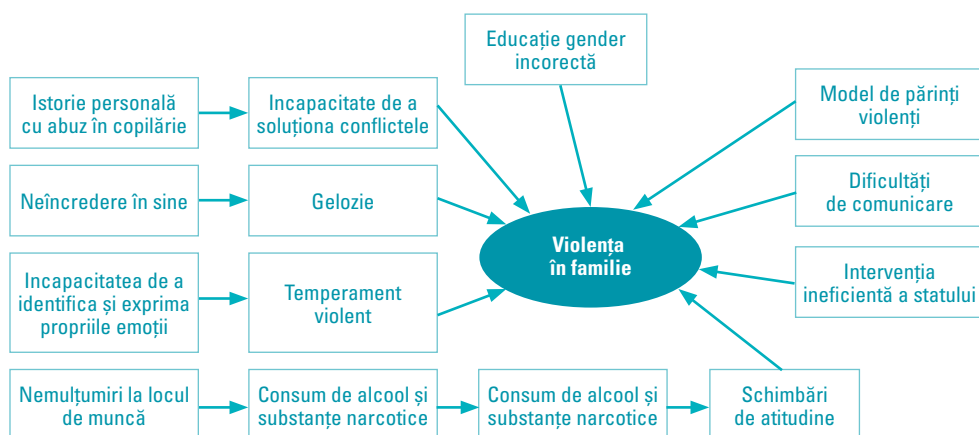 Educație gender
incorectă
Istorie personală
cu abuz în copilărie
Incapacitate de a
soluționa conflictele
Model de părinți
violenți
Neîncredere în sine
Gelozie
Dificultăți
de comunicare
Violența
în familie
Incapacitatea de a
identifica și exprima
propriile emoții
Temperament
violent
Intervenția
ineficientă a statului
Nemulțumiri la locul
de muncă
Consum de alcool și
substanțe narcotice
Consum de alcool și
substanțe narcotice
Schimbări
de atitudine